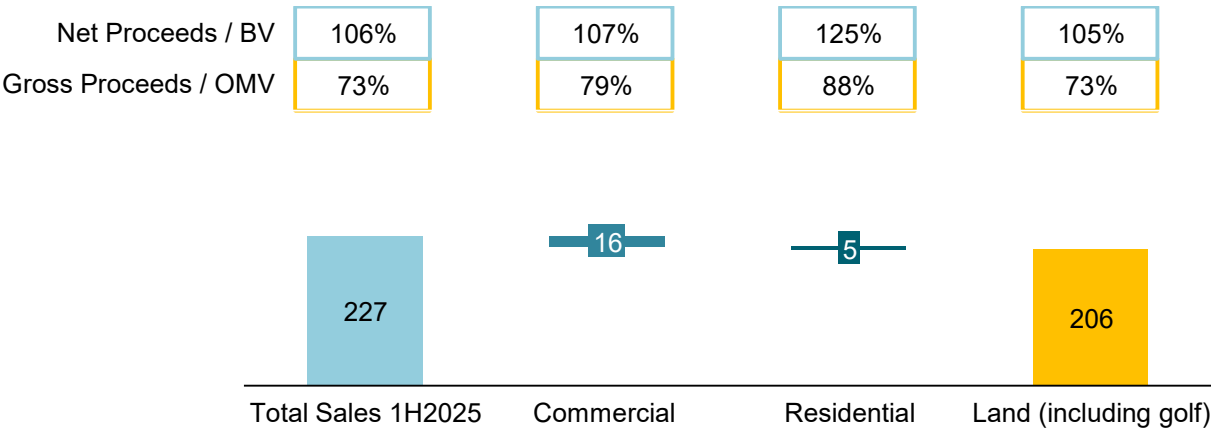 Net Proceeds / BV 106% 107% 125% 105%
Gross Proceeds / OMV 73% 79% 88% 73%
16
5
227
206
Total Sales 1H2025 Commercial Residential Land (including golf)